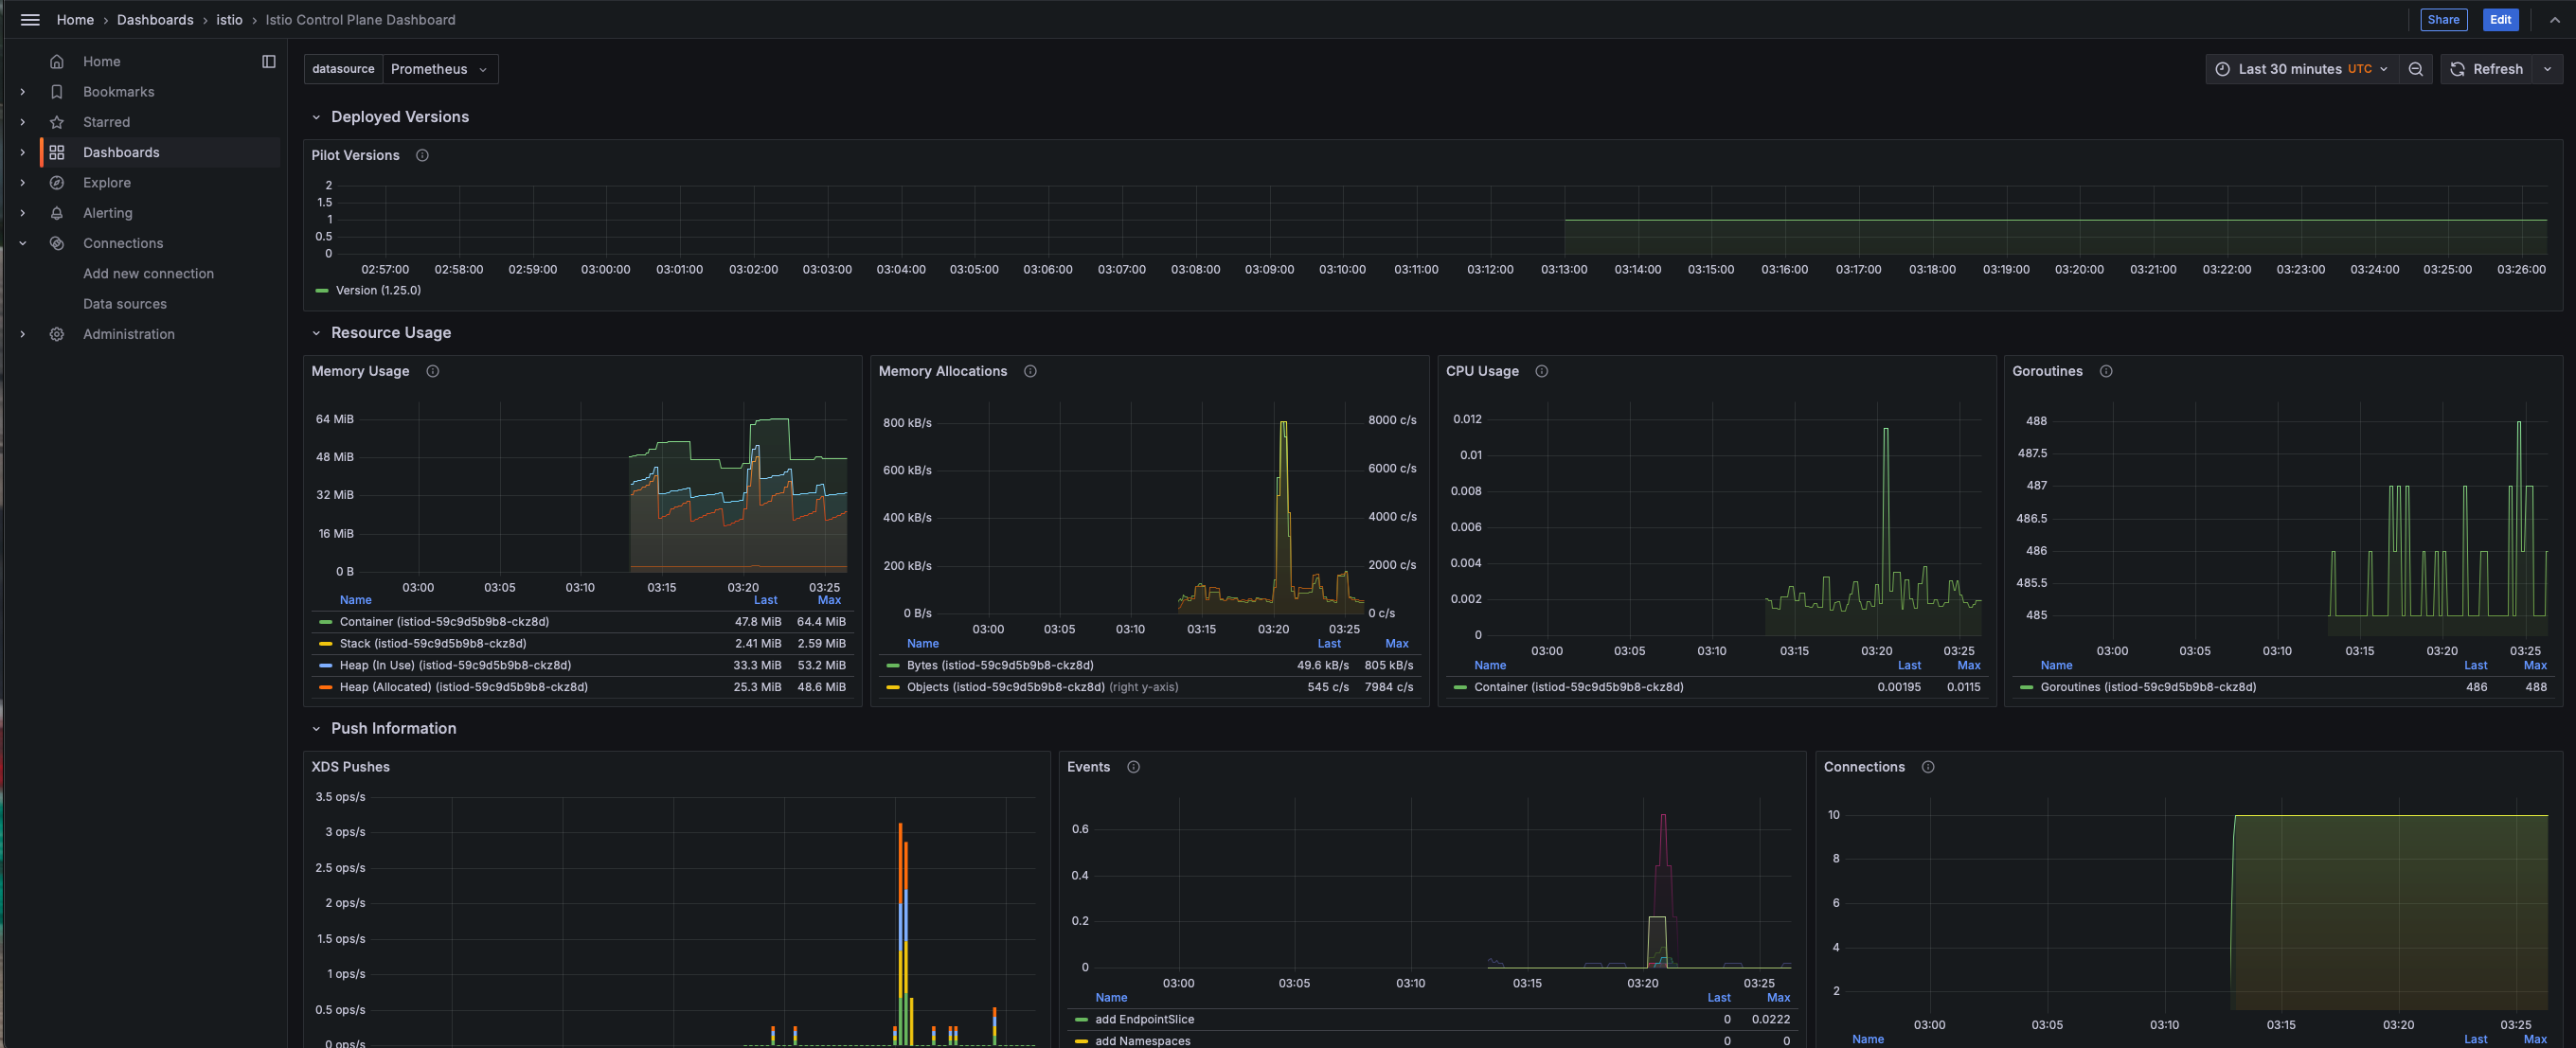 Home › Dashboards › istio › Istio Control Plane Dashboard
Share
Edit
Home
Bookmarks
Starred
Dashboards
Explore
Alerting
Connections
Add new connection
Data sources
Administration
datasource Prometheus
Last 30 minutes UTC
Refresh
Deployed Versions
Pilot Versions
2
1.5
1
0.5
0
02:57:00 02:58:00 02:59:00 03:00:00 03:01:00 03:02:00 03:03:00 03:04:00 03:05:00 03:06:00 03:07:00 03:08:00 03:09:00 03:10:00 03:11:00 03:12:00 03:13:00 03:14:00 03:15:00 03:16:00 03:17:00 03:18:00 03:19:00 03:20:00 03:21:00 03:22:00 03:23:00 03:24:00 03:25:00 03:26:00
Version (1.25.0)
Resource Usage
Memory Usage
64 MiB
48 MiB
32 MiB
16 MiB
0 B
03:00 03:05 03:10 03:15 03:20 03:25
Name Last Max
Container (istiod-59c9d5b9b8-ckz8d) 47.8 MiB 64.4 MiB
Stack (istiod-59c9d5b9b8-ckz8d) 2.41 MiB 2.59 MiB
Heap (In Use) (istiod-59c9d5b9b8-ckz8d) 33.3 MiB 53.2 MiB
Heap (Allocated) (istiod-59c9d5b9b8-ckz8d) 25.3 MiB 48.6 MiB
Memory Allocations
800 kB/s 8000 c/s
600 kB/s 6000 c/s
400 kB/s 4000 c/s
200 kB/s 2000 c/s
0 B/s 0 c/s
03:00 03:05 03:10 03:15 03:20 03:25
Name Last Max
Bytes (istiod-59c9d5b9b8-ckz8d) 49.6 kB/s 805 kB/s
Objects (istiod-59c9d5b9b8-ckz8d) (right y-axis) 545 c/s 7984 c/s
CPU Usage
0.012
0.01
0.008
0.006
0.004
0.002
0
03:00 03:05 03:10 03:15 03:20 03:25
Name Last Max
Container (istiod-59c9d5b9b8-ckz8d) 0.00195 0.0115
Goroutines
488
487.5
487
486.5
486
485.5
485
03:00 03:05 03:10 03:15 03:20 03:25
Name Last Max
Goroutines (istiod-59c9d5b9b8-ckz8d) 486 488
Push Information
XDS Pushes
3.5 ops/s
3 ops/s
2.5 ops/s
2 ops/s
1.5 ops/s
1 ops/s
0.5 ops/s
0 ops/s
Events
0.6
0.4
0.2
0
03:00 03:05 03:10 03:15 03:20 03:25
Name Last Max
add EndpointSlice 0 0.0222
add Namespaces 0 0
Connections
10
8
6
4
2
03:00 03:05 03:10 03:15 03:20 03:25
Name Last Max